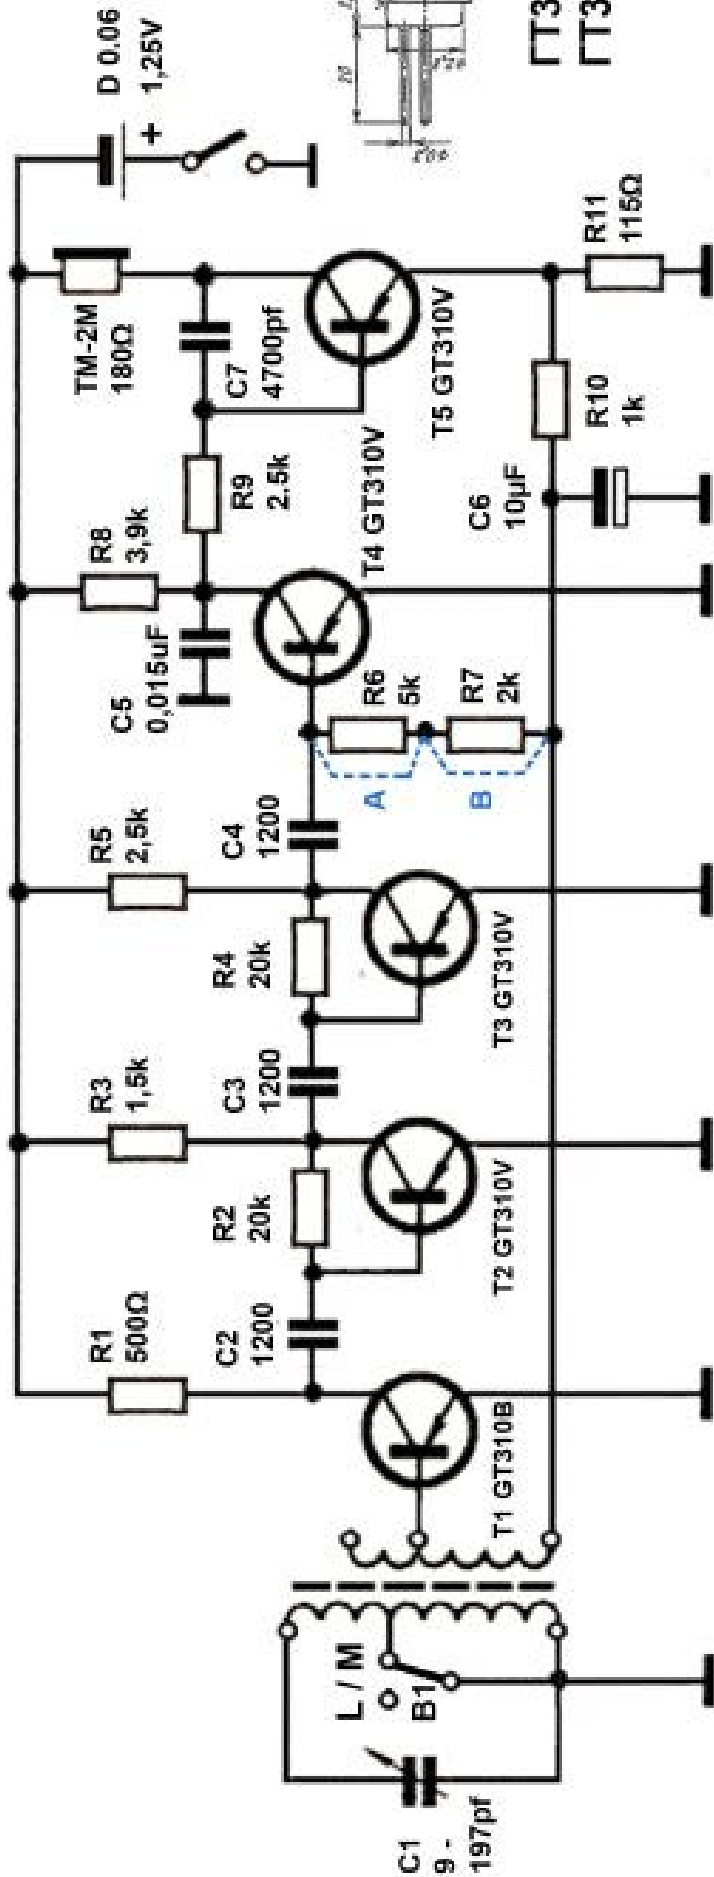 C1
9 -
197pf
L / M
B1
T1 GT310B
R1
500Ω
C2
1200
R2
20k
T2 GT310V
R3
1,5k
C3
1200
R4
20k
T3 GT310V
R5
2,5k
C4
1200
A
B
R6
5k
R7
2k
C5
0,015uF
R8
3,9k
T4 GT310V
R9
2.5k
C6
10µF
R10
1k
C7
4700pf
T5 GT310V
TM-2M
180Ω
R11
115Ω
D 0.06
1,25V
+
20
ГТ3
ГТ3